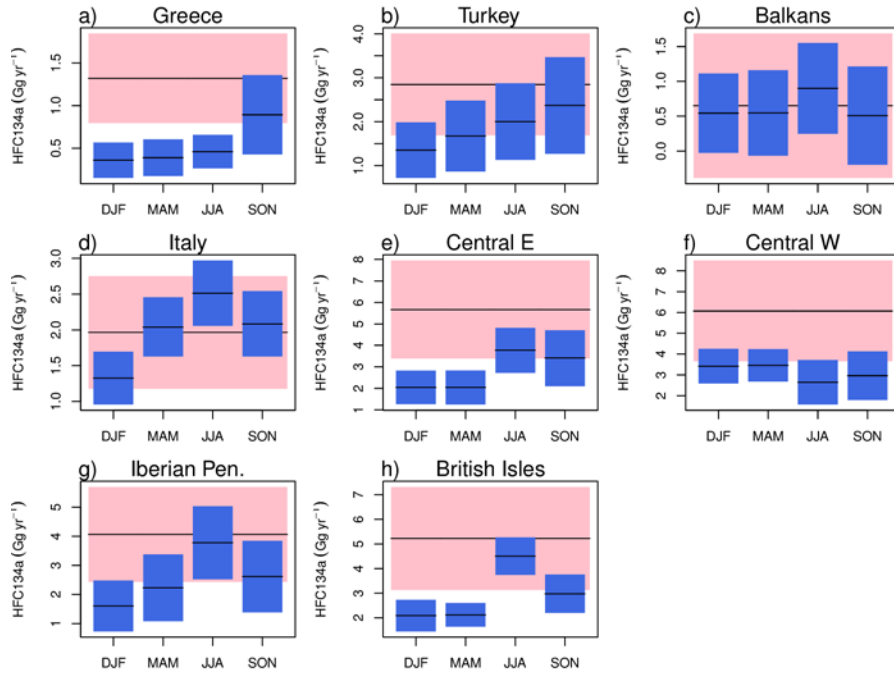 a) Greece
HFC134a (Gg yr⁻¹)
1.5
1.0
0.5
DJF MAM JJA SON
b) Turkey
HFC134a (Gg yr⁻¹)
4.0
3.0
2.0
1.0
DJF MAM JJA SON
c) Balkans
HFC134a (Gg yr⁻¹)
1.5
1.0
0.5
0.0
DJF MAM JJA SON
d) Italy
HFC134a (Gg yr⁻¹)
3.0
2.5
2.0
1.5
1.0
DJF MAM JJA SON
e) Central E
HFC134a (Gg yr⁻¹)
8
7
6
5
4
3
2
1
DJF MAM JJA SON
f) Central W
HFC134a (Gg yr⁻¹)
8
7
6
5
4
3
2
DJF MAM JJA SON
g) Iberian Pen.
HFC134a (Gg yr⁻¹)
5
4
3
2
1
DJF MAM JJA SON
h) British Isles
HFC134a (Gg yr⁻¹)
7
6
5
4
3
2
DJF MAM JJA SON